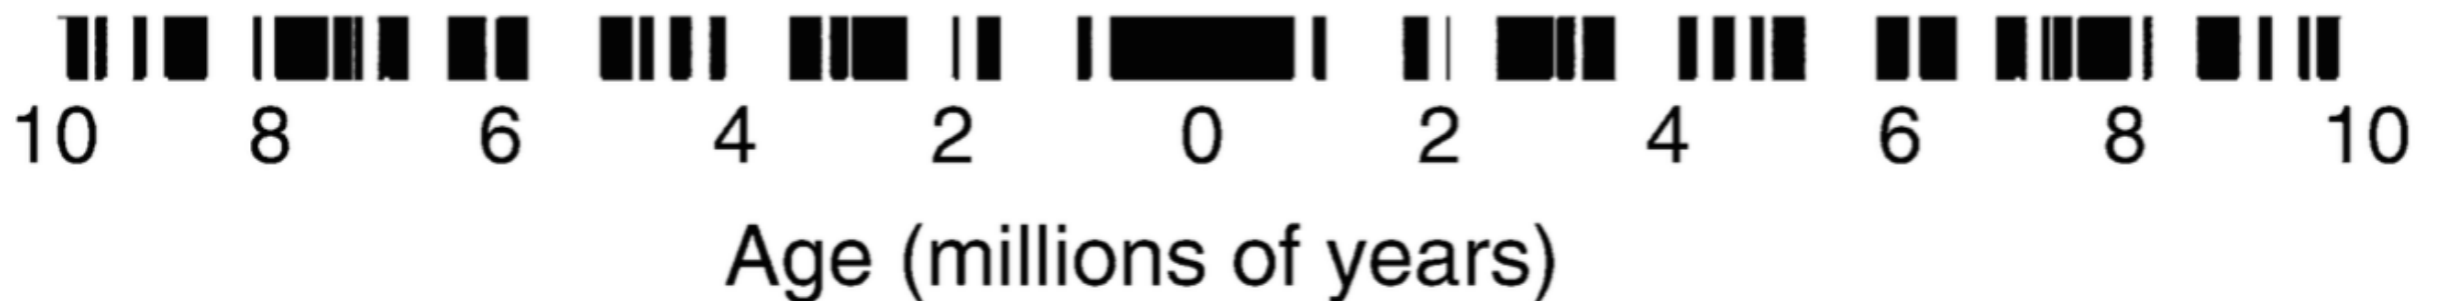 10 8 6 4 2 0 2 4 6 8 10
Age (millions of years)